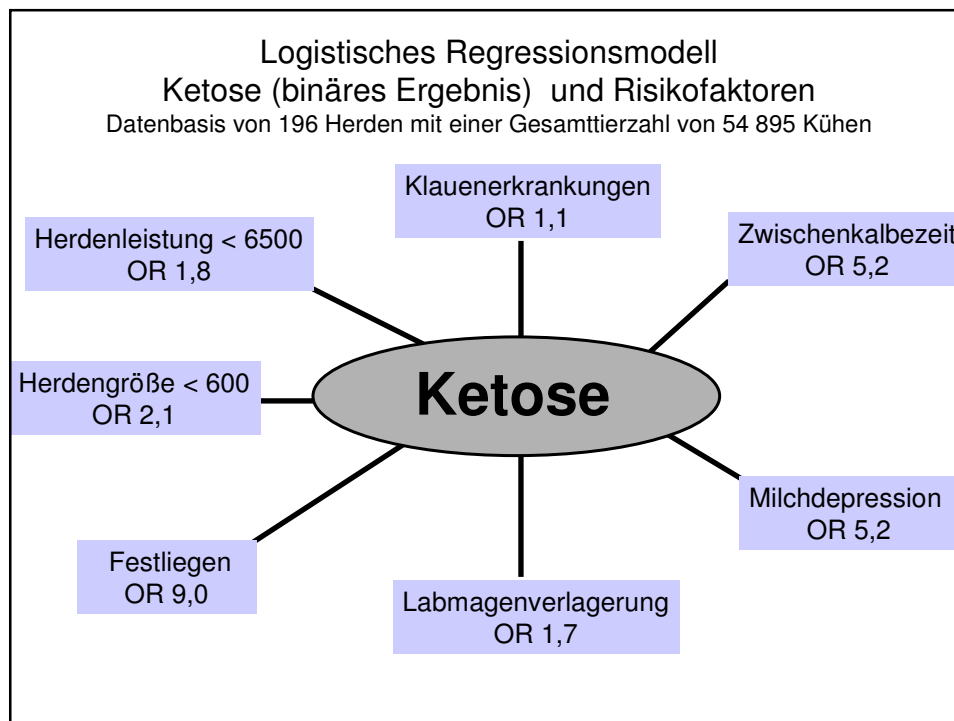 Logistisches Regressionsmodell
Ketose (binäres Ergebnis) und Risikofaktoren
Datenbasis von 196 Herden mit einer Gesamttierzahl von 54 895 Kühen
Klauenerkrankungen
OR 1,1
Herdenleistung < 6500
OR 1,8
Zwischenkalbezeit
OR 5,2
Herdengröße < 600
OR 2,1
Ketose
Milchdepression
OR 5,2
Festliegen
OR 9,0
Labmagenverlagerung
OR 1,7